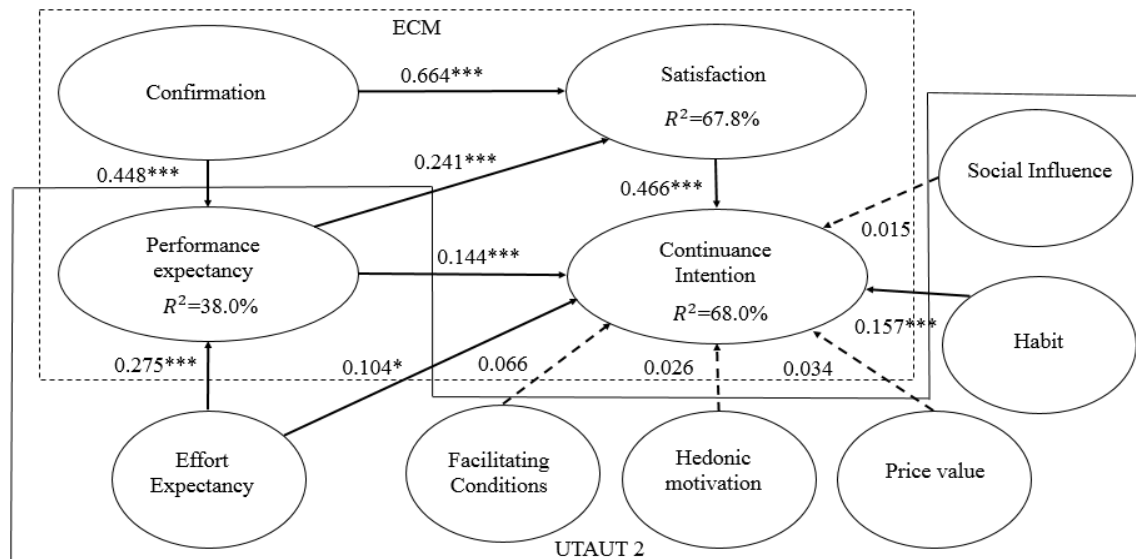 ECM
Confirmation
0.664***
Satisfaction
R²=67.8%
0.448***
0.241***
0.466***
Social Influence
0.015
Performance
expectancy
R²=38.0%
0.144***
Continuance
Intention
R²=68.0%
0.157***
Habit
0.275***
0.104*
0.066
0.026
0.034
Effort
Expectancy
Facilitating
Conditions
Hedonic
motivation
Price value
UTAUT 2